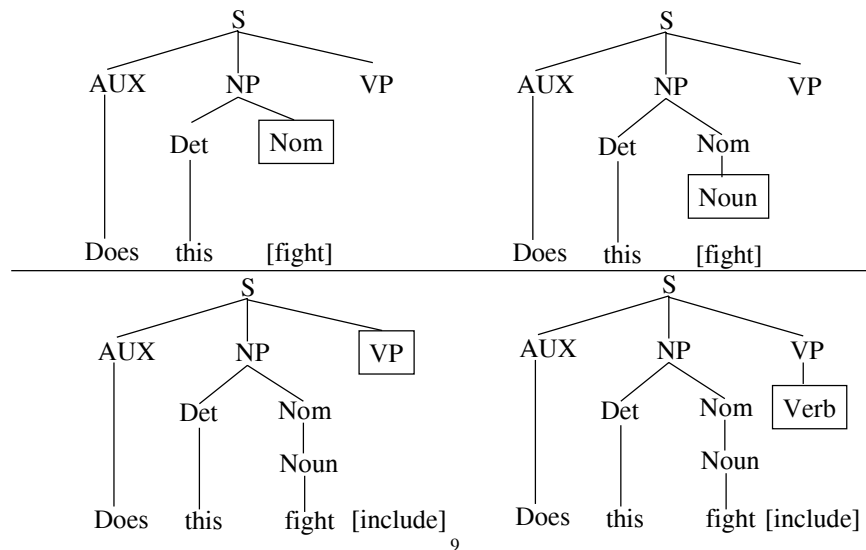 S S
AUX NP VP AUX NP VP
Det Nom Det Nom
Noun
Does this [fight] Does this [fight]
S S
AUX NP VP AUX NP VP
Det Nom Det Nom Verb
Noun Noun
Does this fight [include] Does this fight [include]
9